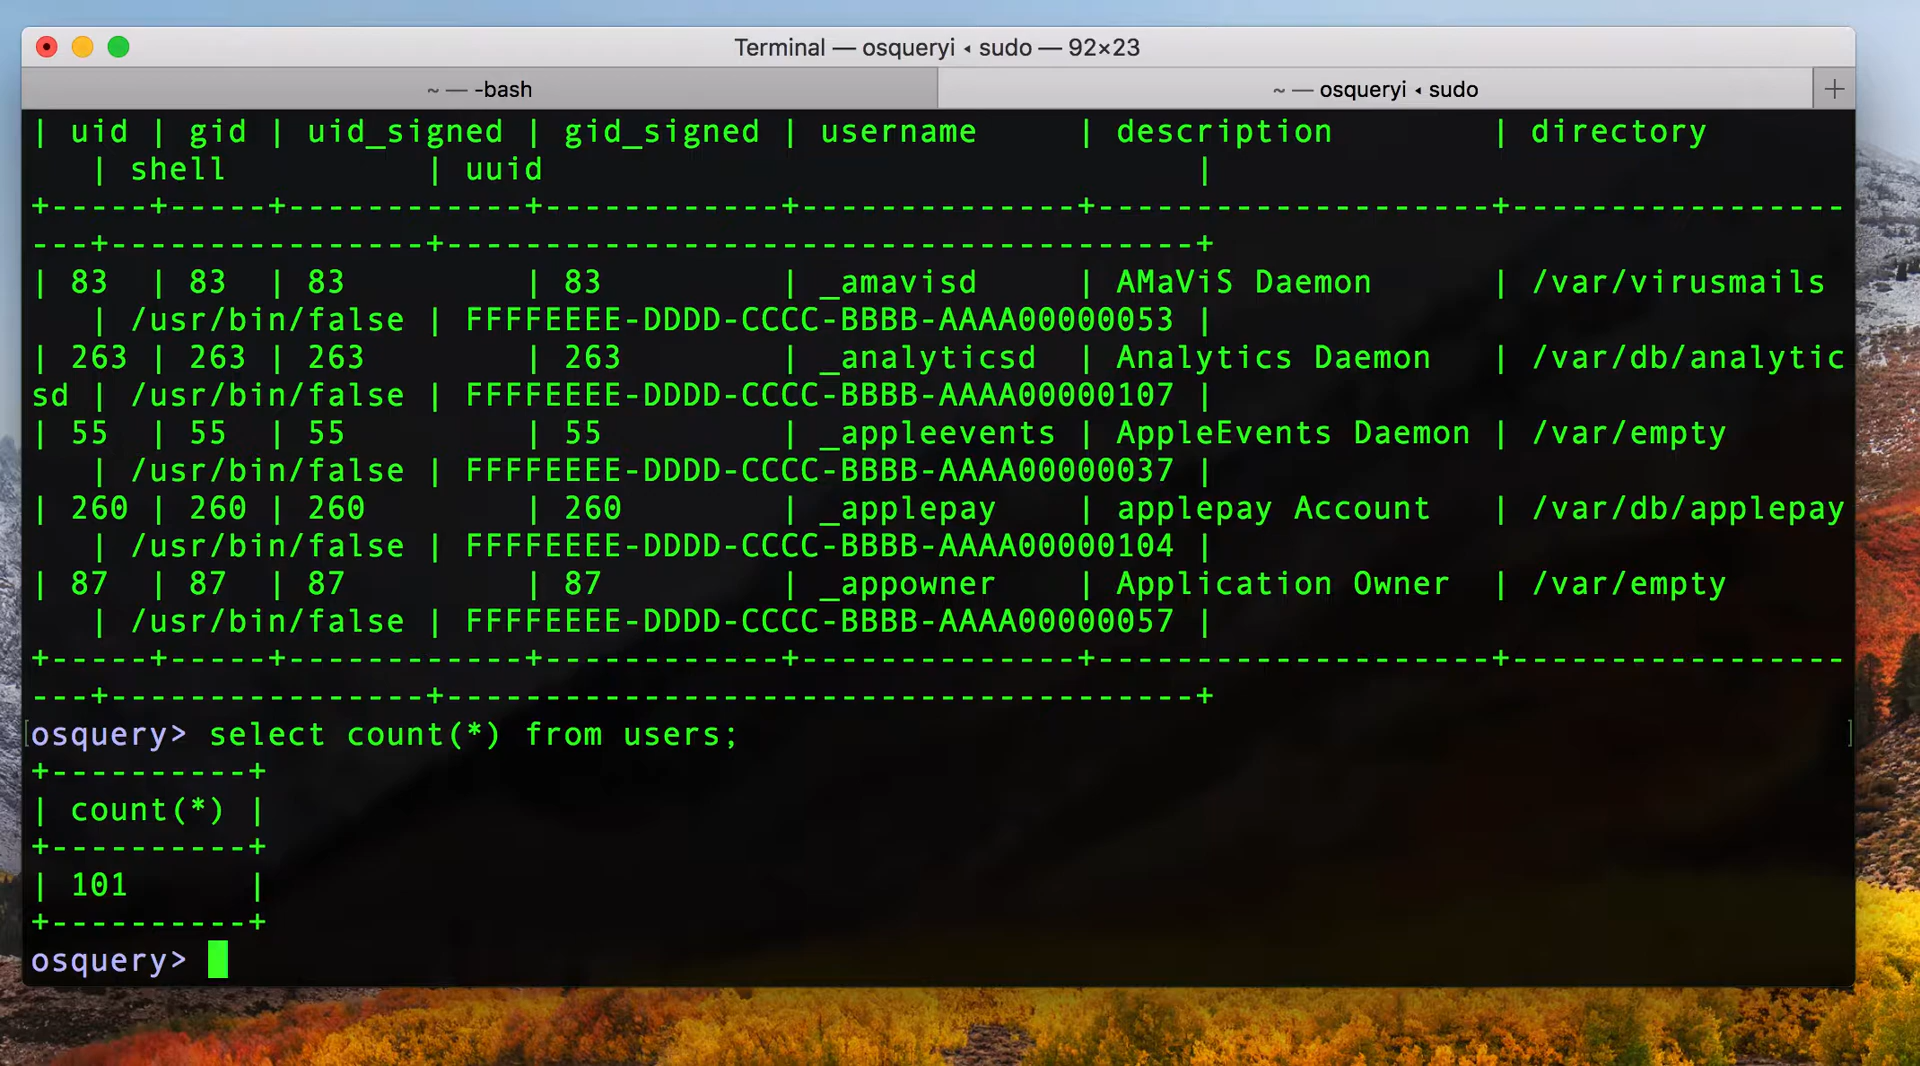 Terminal — osqueryi ◂ sudo — 92×23
~ — -bash
~ — osqueryi ◂ sudo
| uid | gid | uid_signed | gid_signed | username     | description        | directory
   | shell          | uuid                                 |
+-----+-----+------------+------------+--------------+--------------------+-----------------
---+----------------+--------------------------------------+
| 83  | 83  | 83         | 83         | _amavisd     | AMaViS Daemon      | /var/virusmails
   | /usr/bin/false | FFFFEEEE-DDDD-CCCC-BBBB-AAAA00000053 |
| 263 | 263 | 263        | 263        | _analyticsd  | Analytics Daemon   | /var/db/analytic
sd | /usr/bin/false | FFFFEEEE-DDDD-CCCC-BBBB-AAAA00000107 |
| 55  | 55  | 55         | 55         | _appleevents | AppleEvents Daemon | /var/empty
   | /usr/bin/false | FFFFEEEE-DDDD-CCCC-BBBB-AAAA00000037 |
| 260 | 260 | 260        | 260        | _applepay    | applepay Account   | /var/db/applepay
   | /usr/bin/false | FFFFEEEE-DDDD-CCCC-BBBB-AAAA00000104 |
| 87  | 87  | 87         | 87         | _appowner    | Application Owner  | /var/empty
   | /usr/bin/false | FFFFEEEE-DDDD-CCCC-BBBB-AAAA00000057 |
+-----+-----+------------+------------+--------------+--------------------+-----------------
---+----------------+--------------------------------------+
osquery> select count(*) from users;
+----------+
| count(*) |
+----------+
| 101      |
+----------+
osquery>